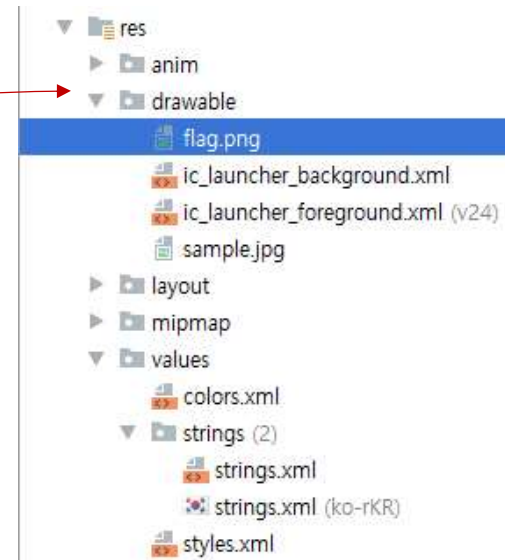 res
anim
drawable
flag.png
ic_launcher_background.xml
ic_launcher_foreground.xml (v24)
sample.jpg
layout
mipmap
values
colors.xml
strings (2)
strings.xml
strings.xml (ko-rKR)
styles.xml